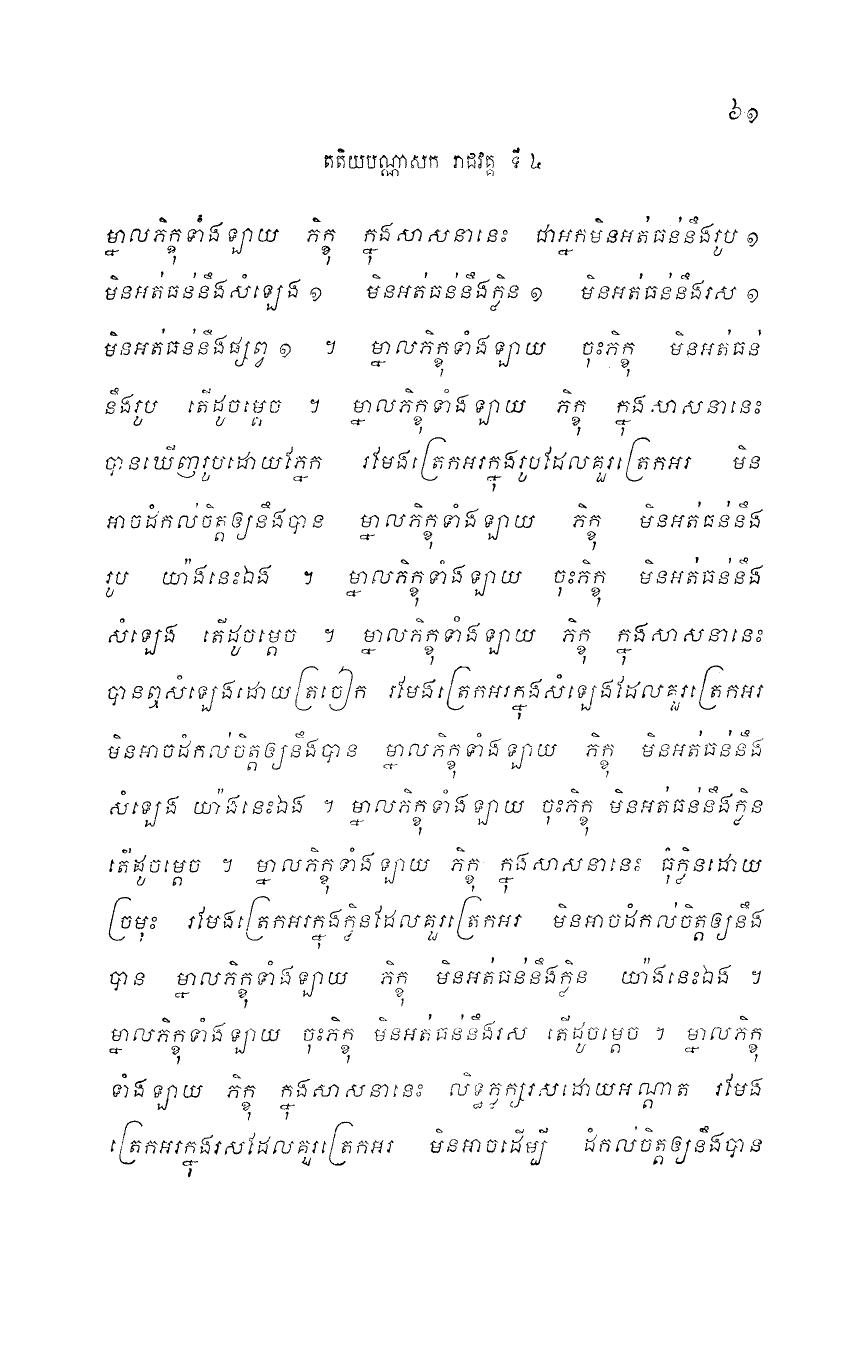 ៦១
តតិយបណ្ណាសក រាជវគ្គ ទី ៤
ម្នាលភិក្ខុទាំងឡាយ ភិក្ខុ ក្នុងសាសនានេះ ជាអ្នកមិនអត់ធន់នឹងរូប ១
មិនអត់ធន់នឹងសំឡេង ១ មិនអត់ធន់នឹងក្លិន ១ មិនអត់ធន់នឹងរស ១
មិនអត់ធន់នឹងផ្សព្វ ១ ។ ម្នាលភិក្ខុទាំងឡាយ ចុះភិក្ខុ មិនអត់ធន់
នឹងរូប តើដូចម្តេច ។ ម្នាលភិក្ខុទាំងឡាយ ភិក្ខុ ក្នុងសាសនានេះ
បានឃើញរូបដោយភ្នែក រមែងត្រេកអរក្នុងរូបដែលគួរត្រេកអរ មិន
អាចដំកល់ចិត្តឲ្យនឹងបាន ម្នាលភិក្ខុទាំងឡាយ ភិក្ខុ មិនអត់ធន់នឹង
រូប យ៉ាងនេះឯង ។ ម្នាលភិក្ខុទាំងឡាយ ចុះភិក្ខុ មិនអត់ធន់នឹង
សំឡេង តើដូចម្តេច ។ ម្នាលភិក្ខុទាំងឡាយ ភិក្ខុ ក្នុងសាសនានេះ
បានឮសំឡេងដោយត្រចៀក រមែងត្រេកអរក្នុងសំឡេងដែលគួរត្រេកអរ
មិនអាចដំកល់ចិត្តឲ្យនឹងបាន ម្នាលភិក្ខុទាំងឡាយ ភិក្ខុ មិនអត់ធន់នឹង
សំឡេង យ៉ាងនេះឯង ។ ម្នាលភិក្ខុទាំងឡាយ ចុះភិក្ខុ មិនអត់ធន់នឹងក្លិន
តើដូចម្តេច ។ ម្នាលភិក្ខុទាំងឡាយ ភិក្ខុ ក្នុងសាសនានេះ ធុំក្លិនដោយ
ច្រមុះ រមែងត្រេកអរក្នុងក្លិនដែលគួរត្រេកអរ មិនអាចដំកល់ចិត្តឲ្យនឹង
បាន ម្នាលភិក្ខុទាំងឡាយ ភិក្ខុ មិនអត់ធន់នឹងក្លិន យ៉ាងនេះឯង ។
ម្នាលភិក្ខុទាំងឡាយ ចុះភិក្ខុ មិនអត់ធន់នឹងរស តើដូចម្តេច ។ ម្នាលភិក្ខុ
ទាំងឡាយ ភិក្ខុ ក្នុងសាសនានេះ លិទ្ធភ្លក្សរសដោយអណ្តាត រមែង
ត្រេកអរក្នុងរសដែលគួរត្រេកអរ មិនអាចដើម្បី ដំកល់ចិត្តឲ្យនឹងបាន